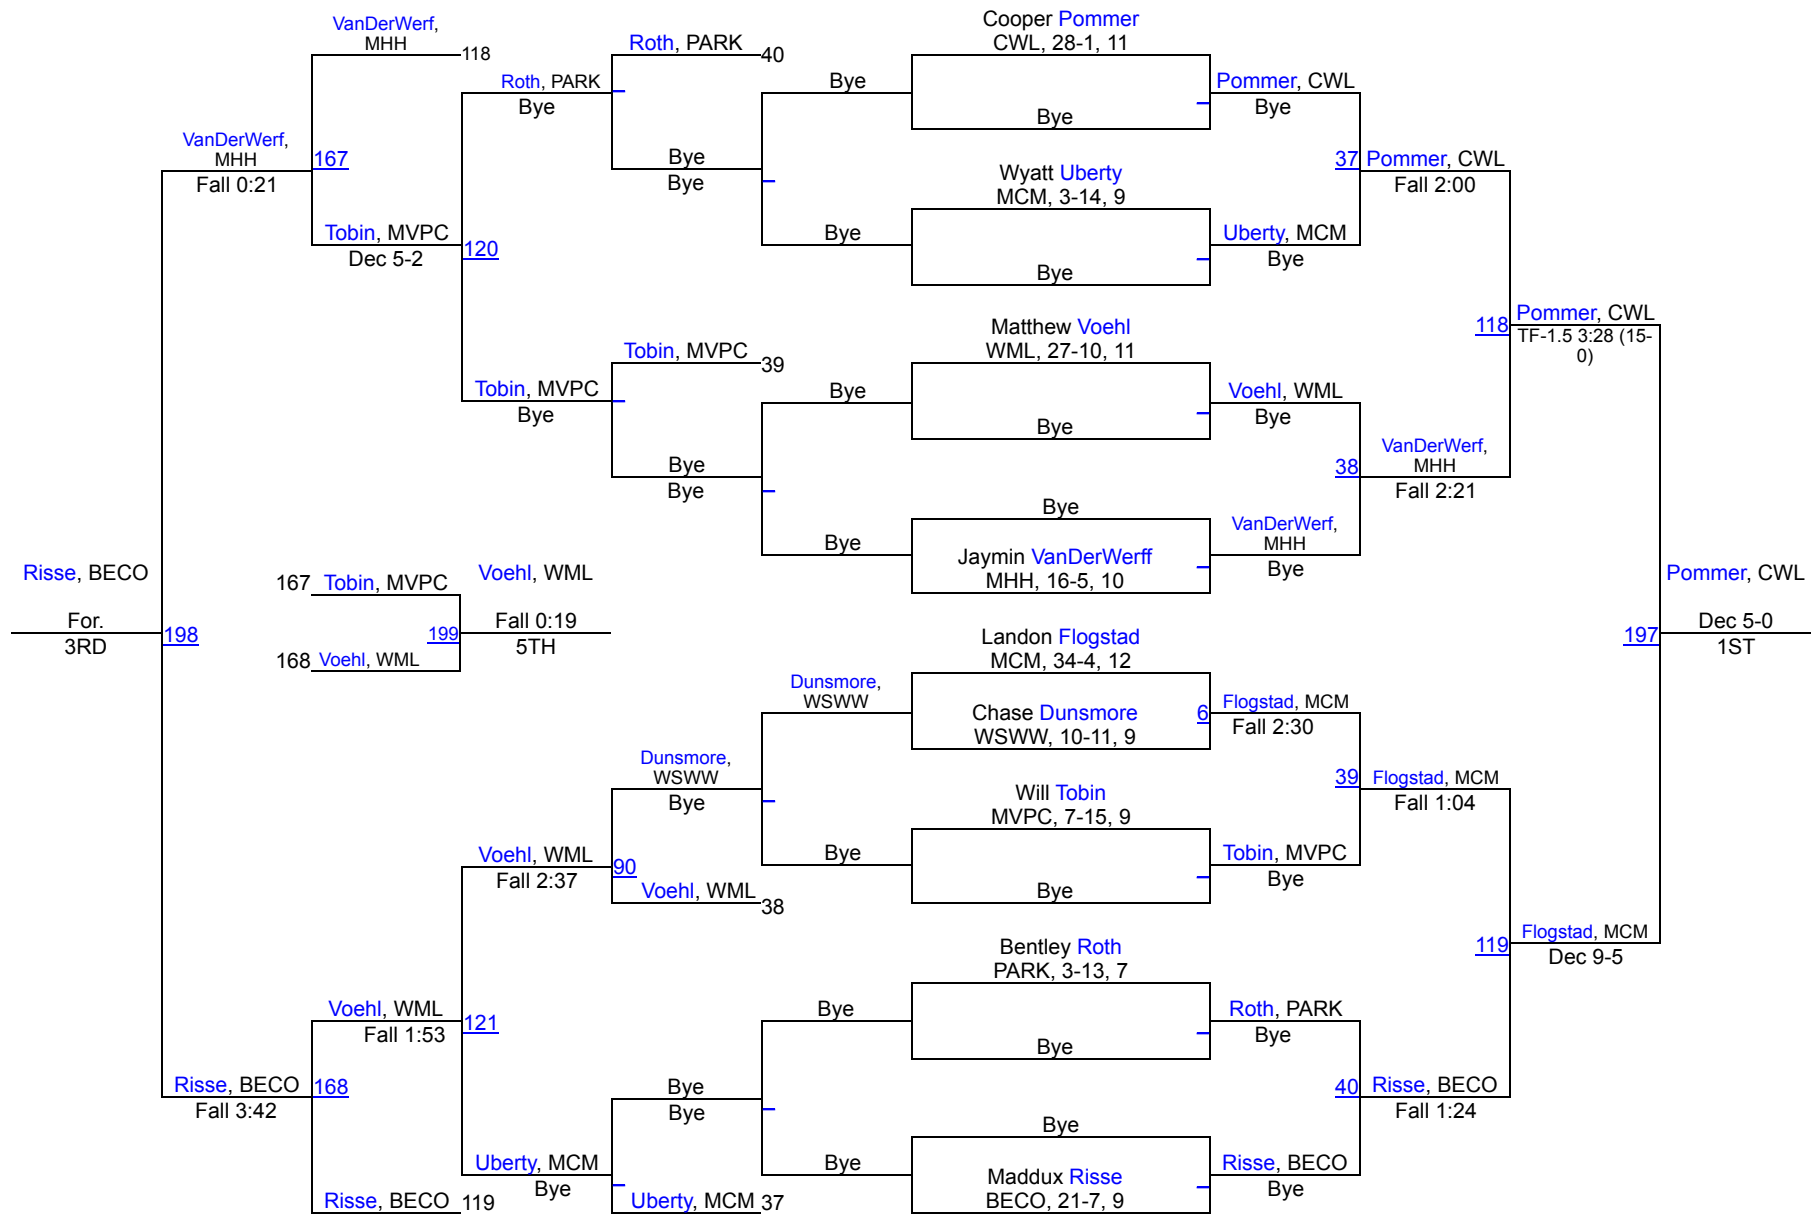 VanDerWerf,
MHH
118
Roth, PARK
40
Cooper Pommer
CWL, 28-1, 11
Roth, PARK
Bye
Bye
Pommer, CWL
Bye
Bye
VanDerWerf,
MHH
Fall 0:21
167
Bye
Bye
Wyatt Uberty
MCM, 3-14, 9
37
Pommer, CWL
Fall 2:00
Tobin, MVPC
Dec 5-2
120
Bye
Uberty, MCM
Bye
Bye
Matthew Voehl
WML, 27-10, 11
118
Pommer, CWL
TF-1.5 3:28 (15-
0)
Tobin, MVPC
39
Tobin, MVPC
Bye
Bye
Voehl, WML
Bye
Bye
Bye
Bye
38
VanDerWerf,
MHH
Fall 2:21
Bye
Bye
Jaymin VanDerWerff
MHH, 16-5, 10
VanDerWerf,
MHH
Bye
Risse, BECO
For.
3RD
198
167
Tobin, MVPC
168
Voehl, WML
199
Voehl, WML
Fall 0:19
5TH
Pommer, CWL
Dec 5-0
1ST
197
Landon Flogstad
MCM, 34-4, 12
Dunsmore,
WSWW
Chase Dunsmore
WSWW, 10-11, 9
6
Flogstad, MCM
Fall 2:30
Dunsmore,
WSWW
Bye
Will Tobin
MVPC, 7-15, 9
39
Flogstad, MCM
Fall 1:04
Voehl, WML
Fall 2:37
90
Bye
Tobin, MVPC
Bye
Bye
Voehl, WML
38
Bentley Roth
PARK, 3-13, 7
119
Flogstad, MCM
Dec 9-5
Voehl, WML
Fall 1:53
121
Bye
Roth, PARK
Bye
Bye
Risse, BECO
Fall 3:42
168
Bye
Bye
40
Risse, BECO
Fall 1:24
Bye
Uberty, MCM
Bye
Bye
Maddux Risse
BECO, 21-7, 9
Risse, BECO
Bye
Risse, BECO
119
Uberty, MCM
37